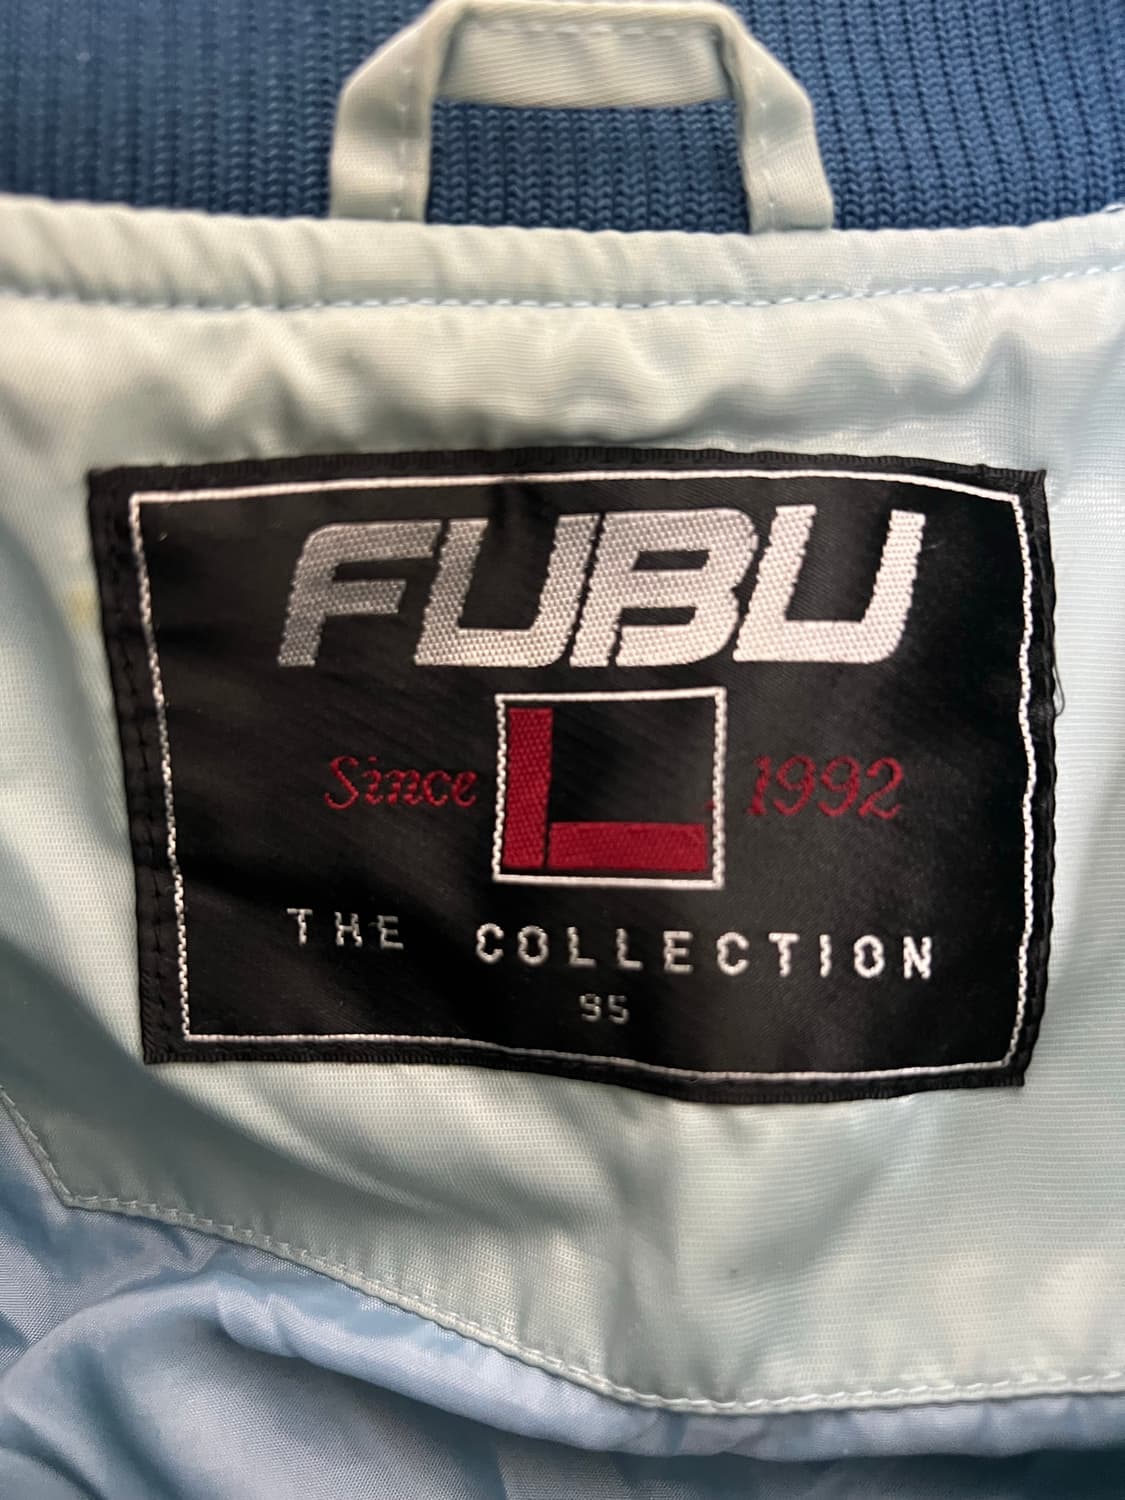 FUBU
Since L 1992
THE COLLECTION
95